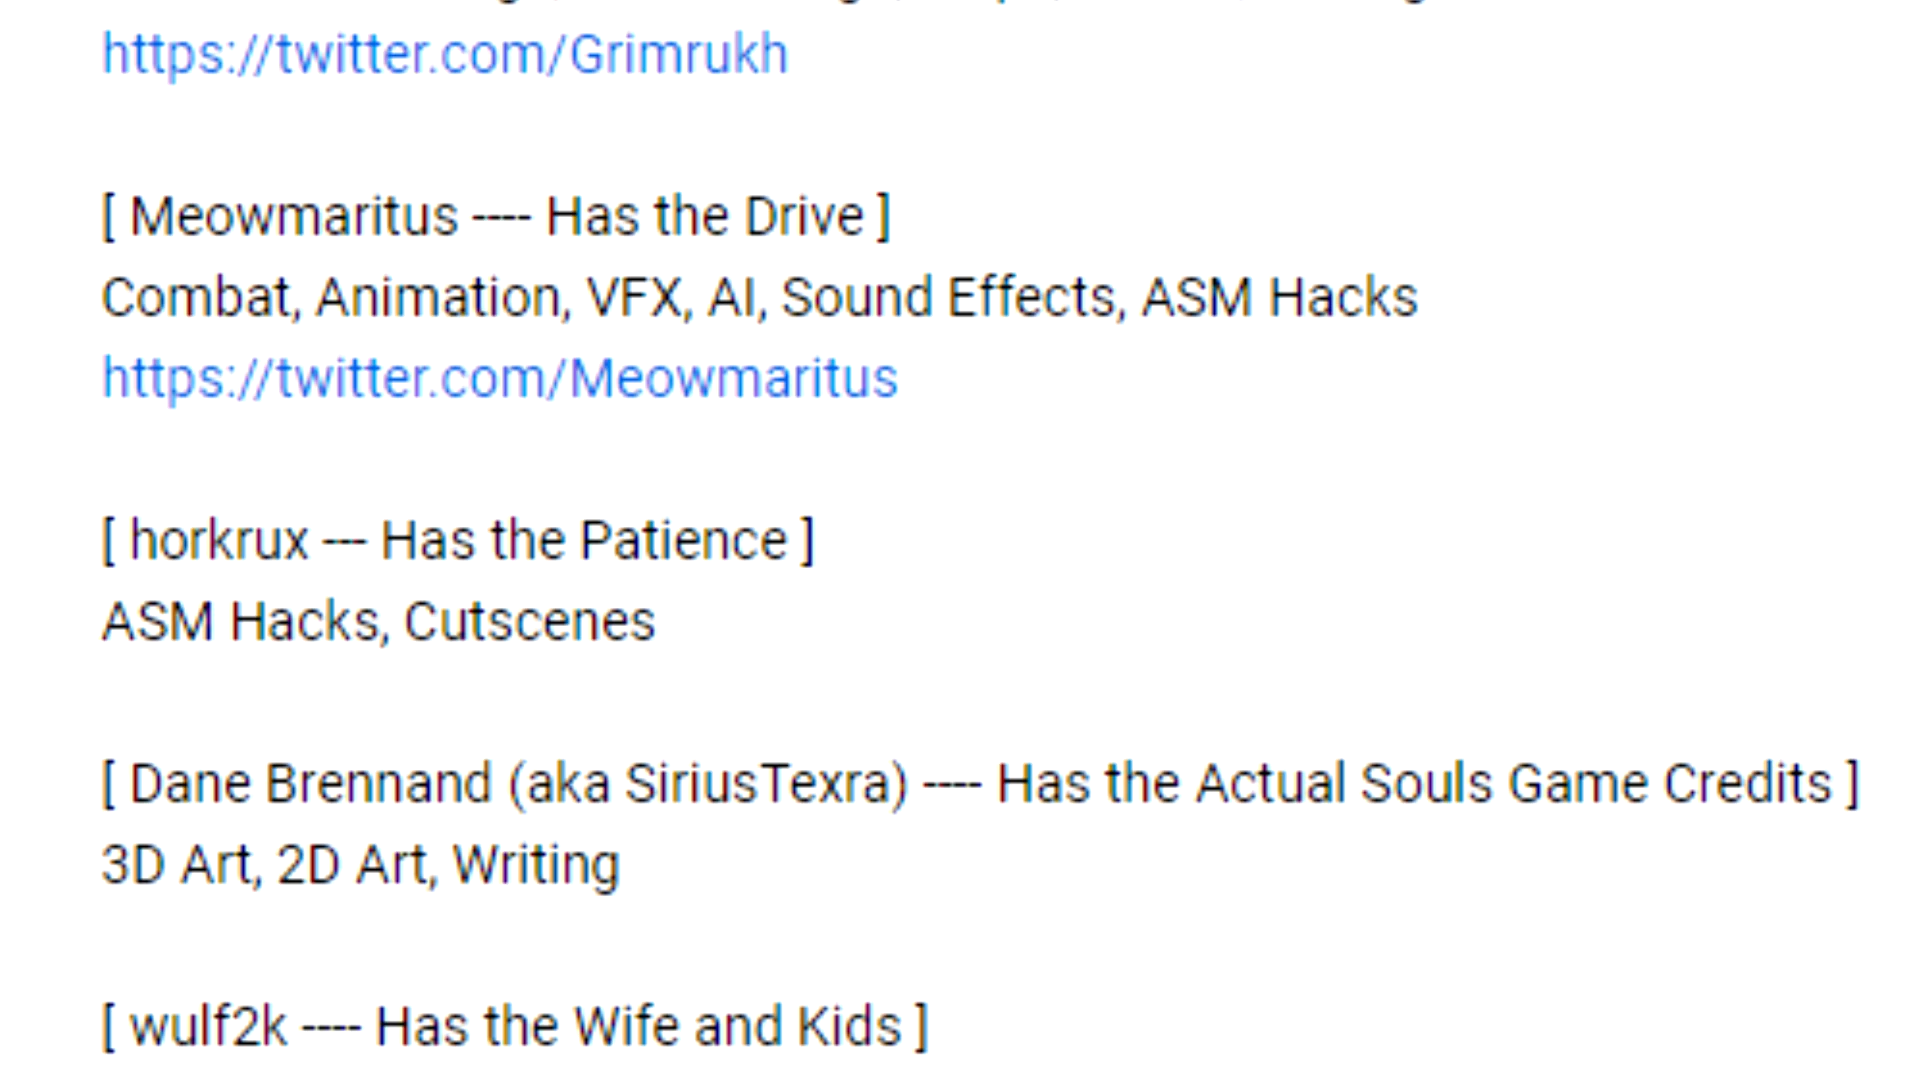 https://twitter.com/Grimrukh
[ Meowmaritus ---- Has the Drive ]
Combat, Animation, VFX, AI, Sound Effects, ASM Hacks
https://twitter.com/Meowmaritus
[ horkrux --- Has the Patience ]
ASM Hacks, Cutscenes
[ Dane Brennand (aka SiriusTexra) ---- Has the Actual Souls Game Credits ]
3D Art, 2D Art, Writing
[ wulf2k ---- Has the Wife and Kids ]